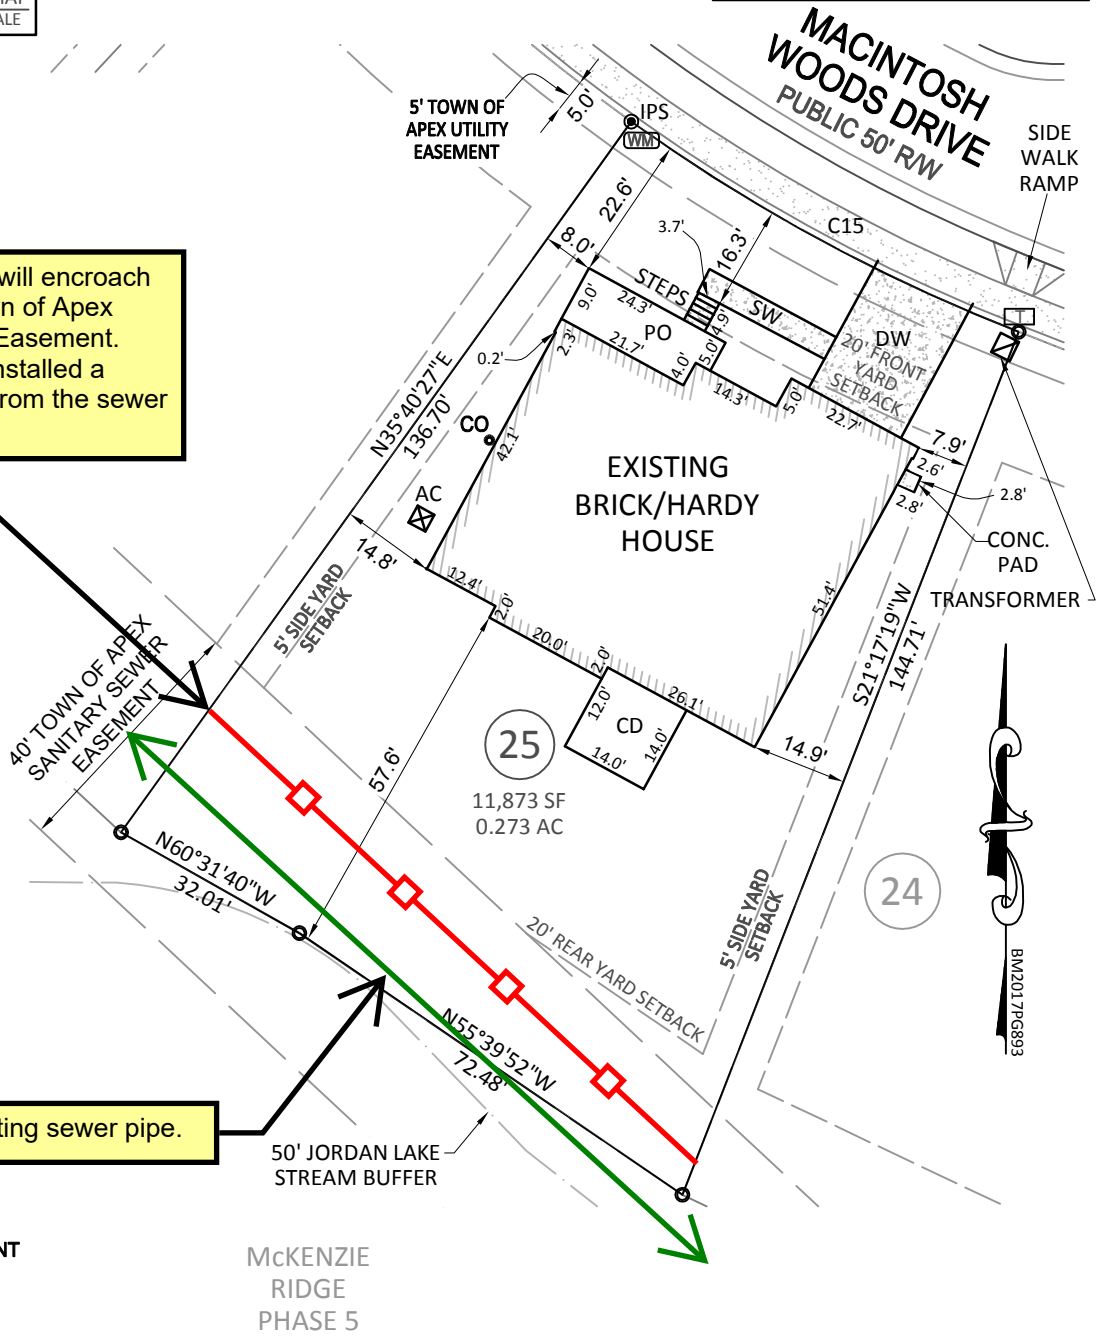 ALE
MACINTOSH
WOODS DRIVE
PUBLIC 50' R/W
5' TOWN OF
APEX UTILITY
EASEMENT
5.0'
IPS
WM
SIDE
WALK
RAMP
C15
22.6'
8.0'
3.7'
16.3'
STEPS
SW
4.9'
9.0'
24.3'
PO
21.7'
2.3'
0.2'
4.0'
5.0'
14.3'
5.0'
22.7'
DW
20' FRONT
YARD
SETBACK
T
will encroach
n of Apex
Easement.
nstalled a
from the sewer
N35°40'27"E
136.70'
CO
42.1'
AC
14.8'
EXISTING
BRICK/HARDY
HOUSE
7.9'
2.6'
2.8'
2.8'
CONC.
PAD
TRANSFORMER
51.4'
S21°17'19"W
144.71'
5' SIDE YARD
SETBACK
12.4'
2.0'
20.0'
2.0'
26.1'
12.0'
CD
14.0'
14.0'
14.9'
40' TOWN OF APEX
SANITARY SEWER
EASEMENT
57.6'
25
11,873 SF
0.273 AC
24
N60°31'40"W
32.01'
20' REAR YARD SETBACK
5' SIDE YARD
SETBACK
BM2017PG893
N55°39'52"W
72.48'
ting sewer pipe.
50' JORDAN LAKE
STREAM BUFFER
NT
McKENZIE
RIDGE
PHASE 5